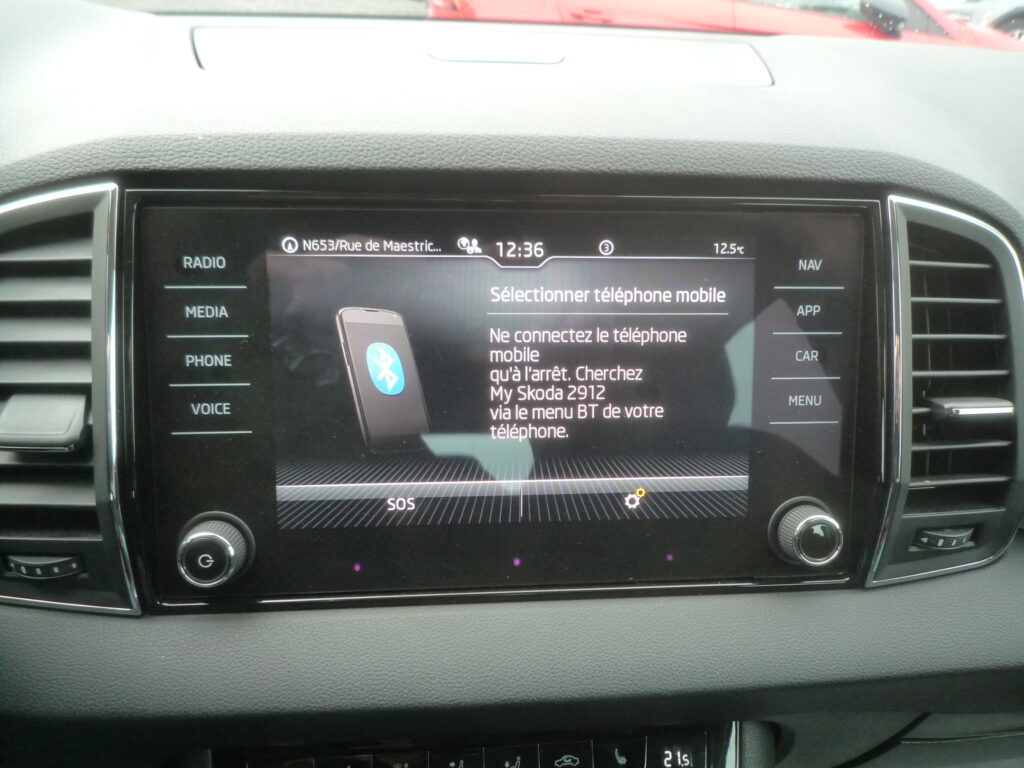 N653/Rue de Maestric... 12:36 3 12.5°C
RADIO
MEDIA
PHONE
VOICE
Sélectionner téléphone mobile
Ne connectez le téléphone
mobile
qu'à l'arrêt. Cherchez
My Skoda 2912
via le menu BT de votre
téléphone.
SOS
NAV
APP
CAR
MENU
21.5